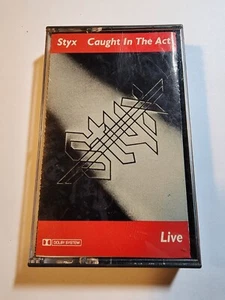 Styx Caught In The Act
Styx
DOLBY SYSTEM
Live